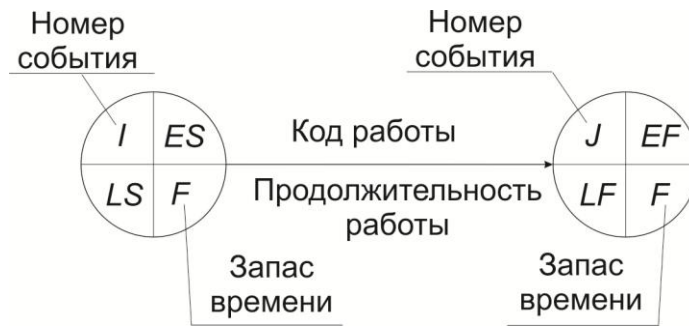 Номер
события
Номер
события
I ES
Код работы
J EF
LS F
Продолжительность
работы
LF F
Запас
времени
Запас
времени